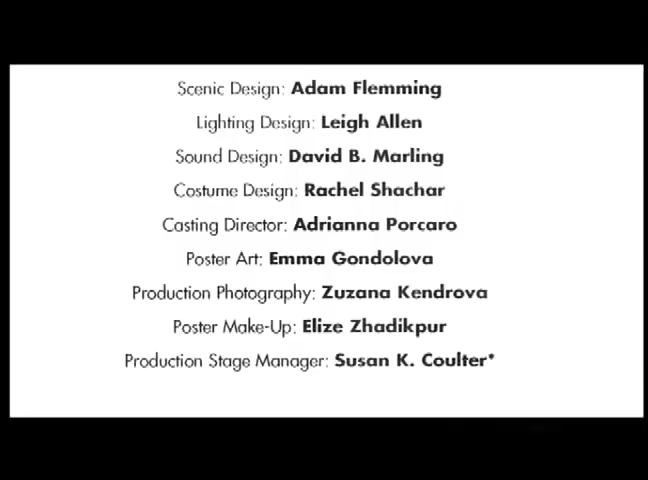 Scenic Design: Adam Flemming
Lighting Design: Leigh Allen
Sound Design: David B. Marling
Costume Design: Rachel Shachar
Casting Director: Adrianna Porcaro
Poster Art: Emma Gondolova
Production Photography: Zuzana Kendrova
Poster Make-Up: Elize Zhadikpur
Production Stage Manager: Susan K. Coulter*